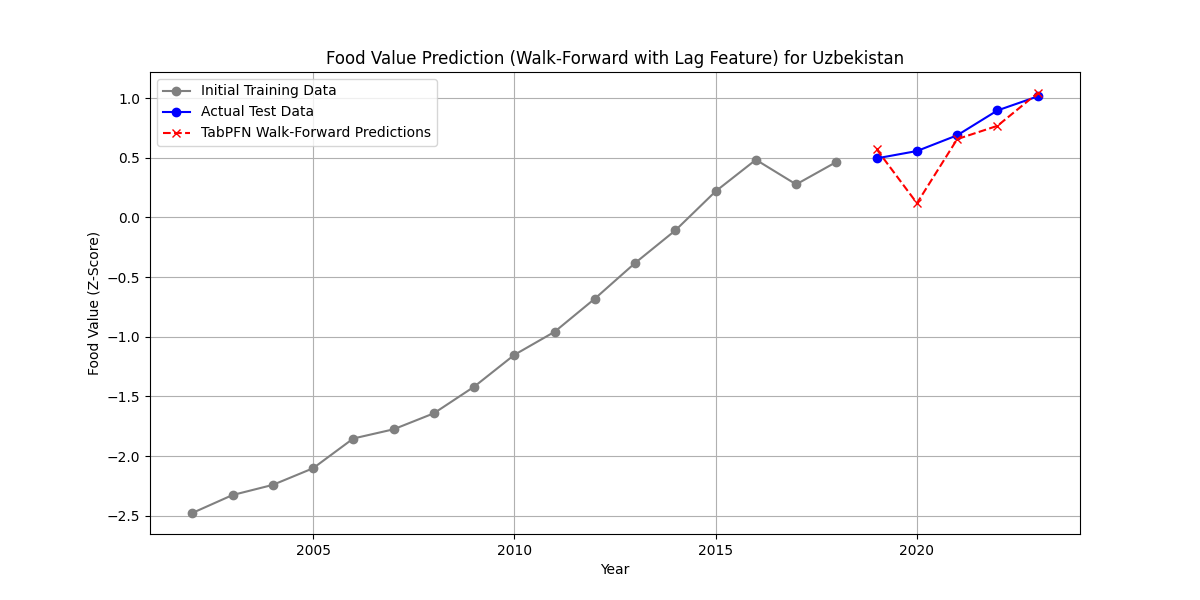 Food Value Prediction (Walk-Forward with Lag Feature) for Uzbekistan
Initial Training Data
Actual Test Data
TabPFN Walk-Forward Predictions
Food Value (Z-Score)
1.0
0.5
0.0
−0.5
−1.0
−1.5
−2.0
−2.5
2005 2010 2015 2020
Year